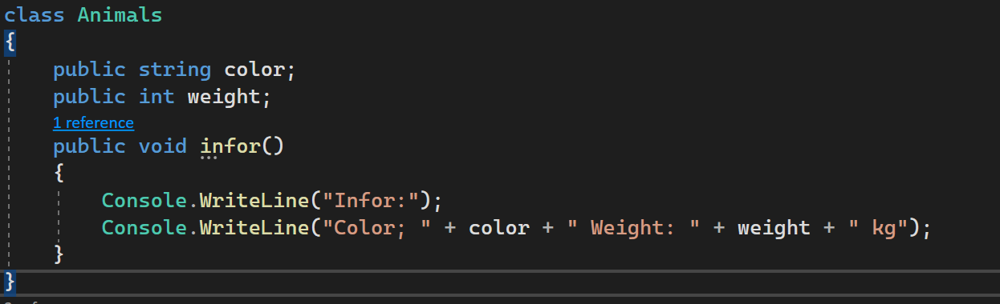 class Animals
{
public string color;
public int weight;
1 reference
public void infor()
{
Console.WriteLine("Infor:");
Console.WriteLine("Color; " + color + " Weight: " + weight + " kg");
}
}